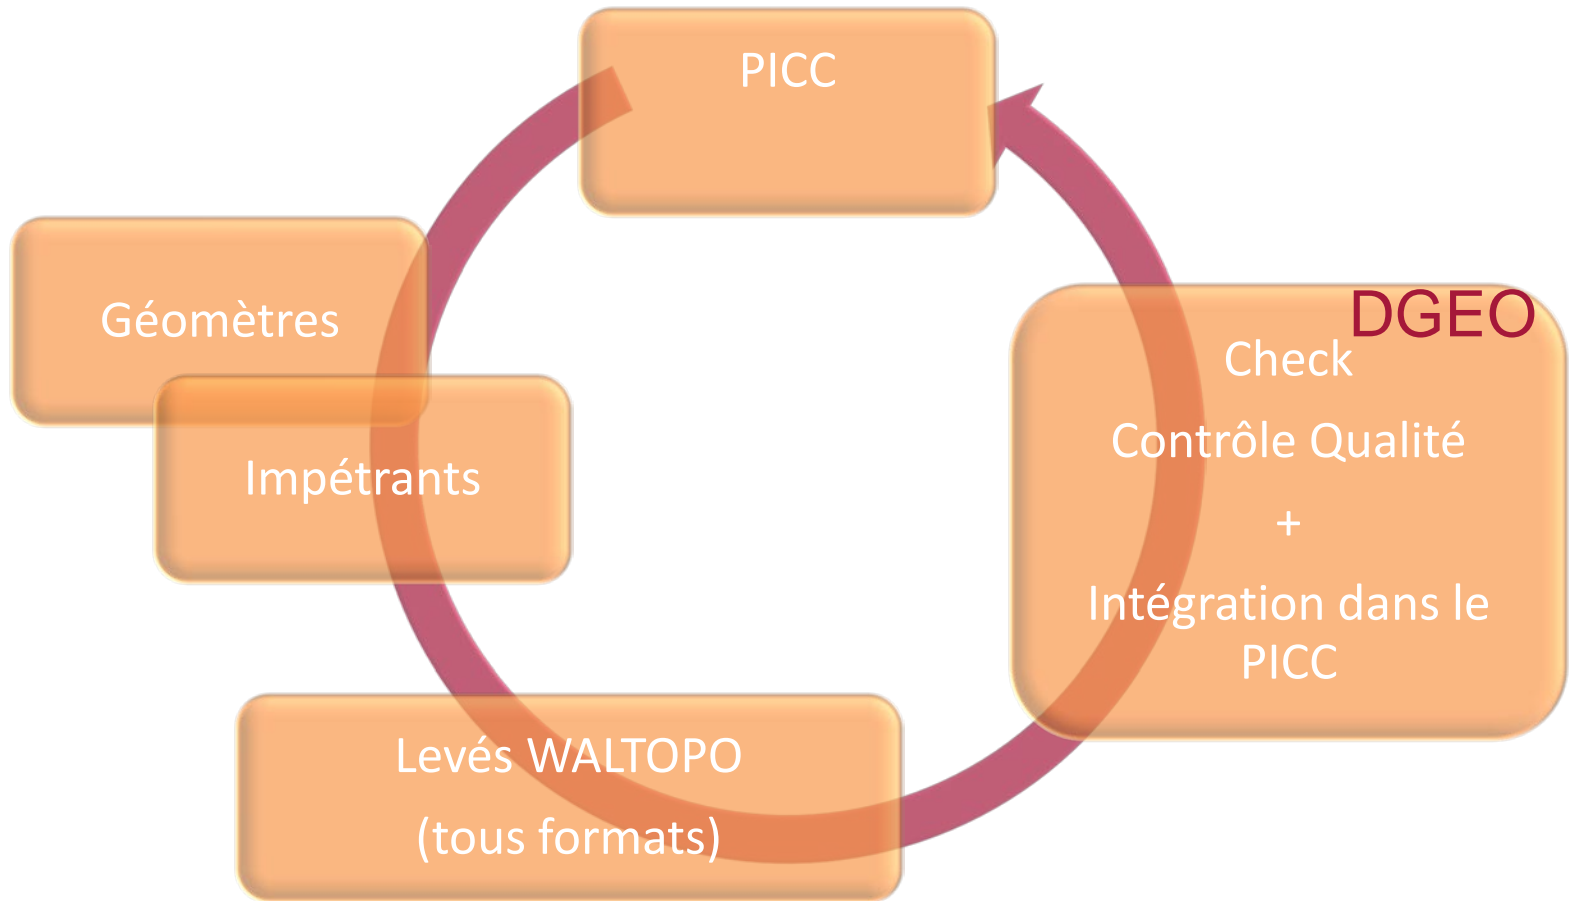 PICC
Géomètres
Impétrants
Levés WALTOPO
(tous formats)
DGEO
Check
Contrôle Qualité
+
Intégration dans le
PICC